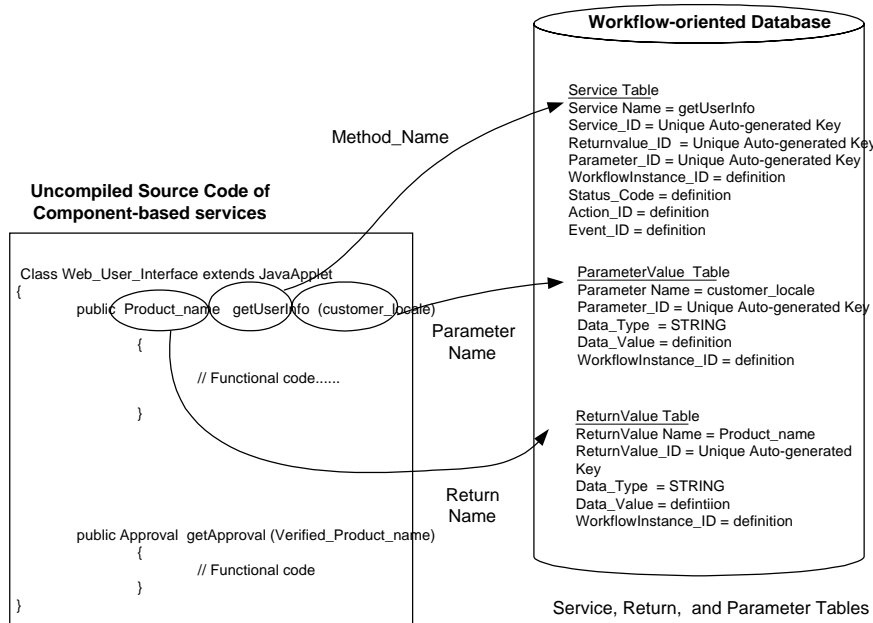 Workflow-oriented Database
Service Table
Service Name = getUserInfo
Service_ID = Unique Auto-generated Key
Returnvalue_ID = Unique Auto-generated Key
Parameter_ID = Unique Auto-generated Key
WorkflowInstance_ID = definition
Status_Code = definition
Action_ID = definition
Event_ID = definition
Method_Name
Uncompiled Source Code of
Component-based services
Class Web_User_Interface extends JavaApplet
{
public Product_name getUserInfo (customer_locale)
{
// Functional code......
}
public Approval getApproval (Verified_Product_name)
{
// Functional code
}
}
Parameter
Name
ParameterValue Table
Parameter Name = customer_locale
Parameter_ID = Unique Auto-generated Key
Data_Type = STRING
Data_Value = definition
WorkflowInstance_ID = definition
Return
Name
ReturnValue Table
ReturnValue Name = Product_name
ReturnValue_ID = Unique Auto-generated
Key
Data_Type = STRING
Data_Value = defintiion
WorkflowInstance_ID = definition
Service, Return, and Parameter Tables